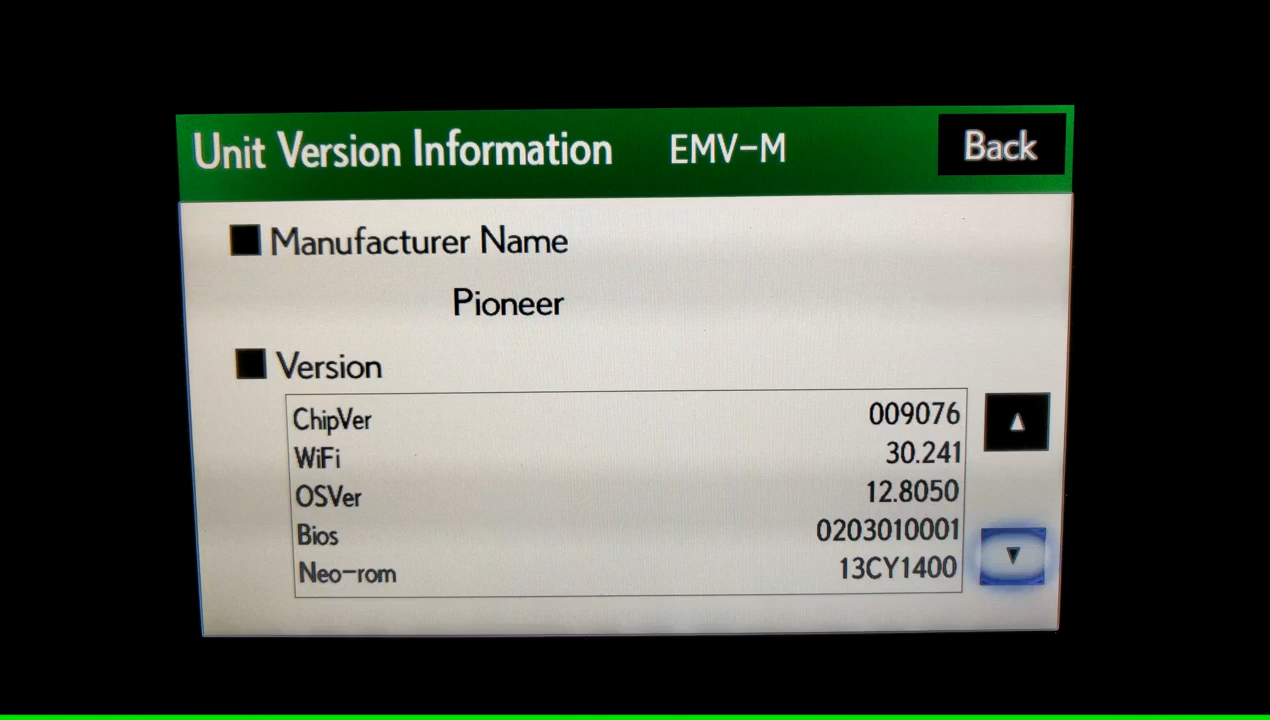 Unit Version Information EMV-M Back
Manufacturer Name
Pioneer
Version
ChipVer 009076
WiFi 30.241
OSVer 12.8050
Bios 0203010001
Neo-rom 13CY1400